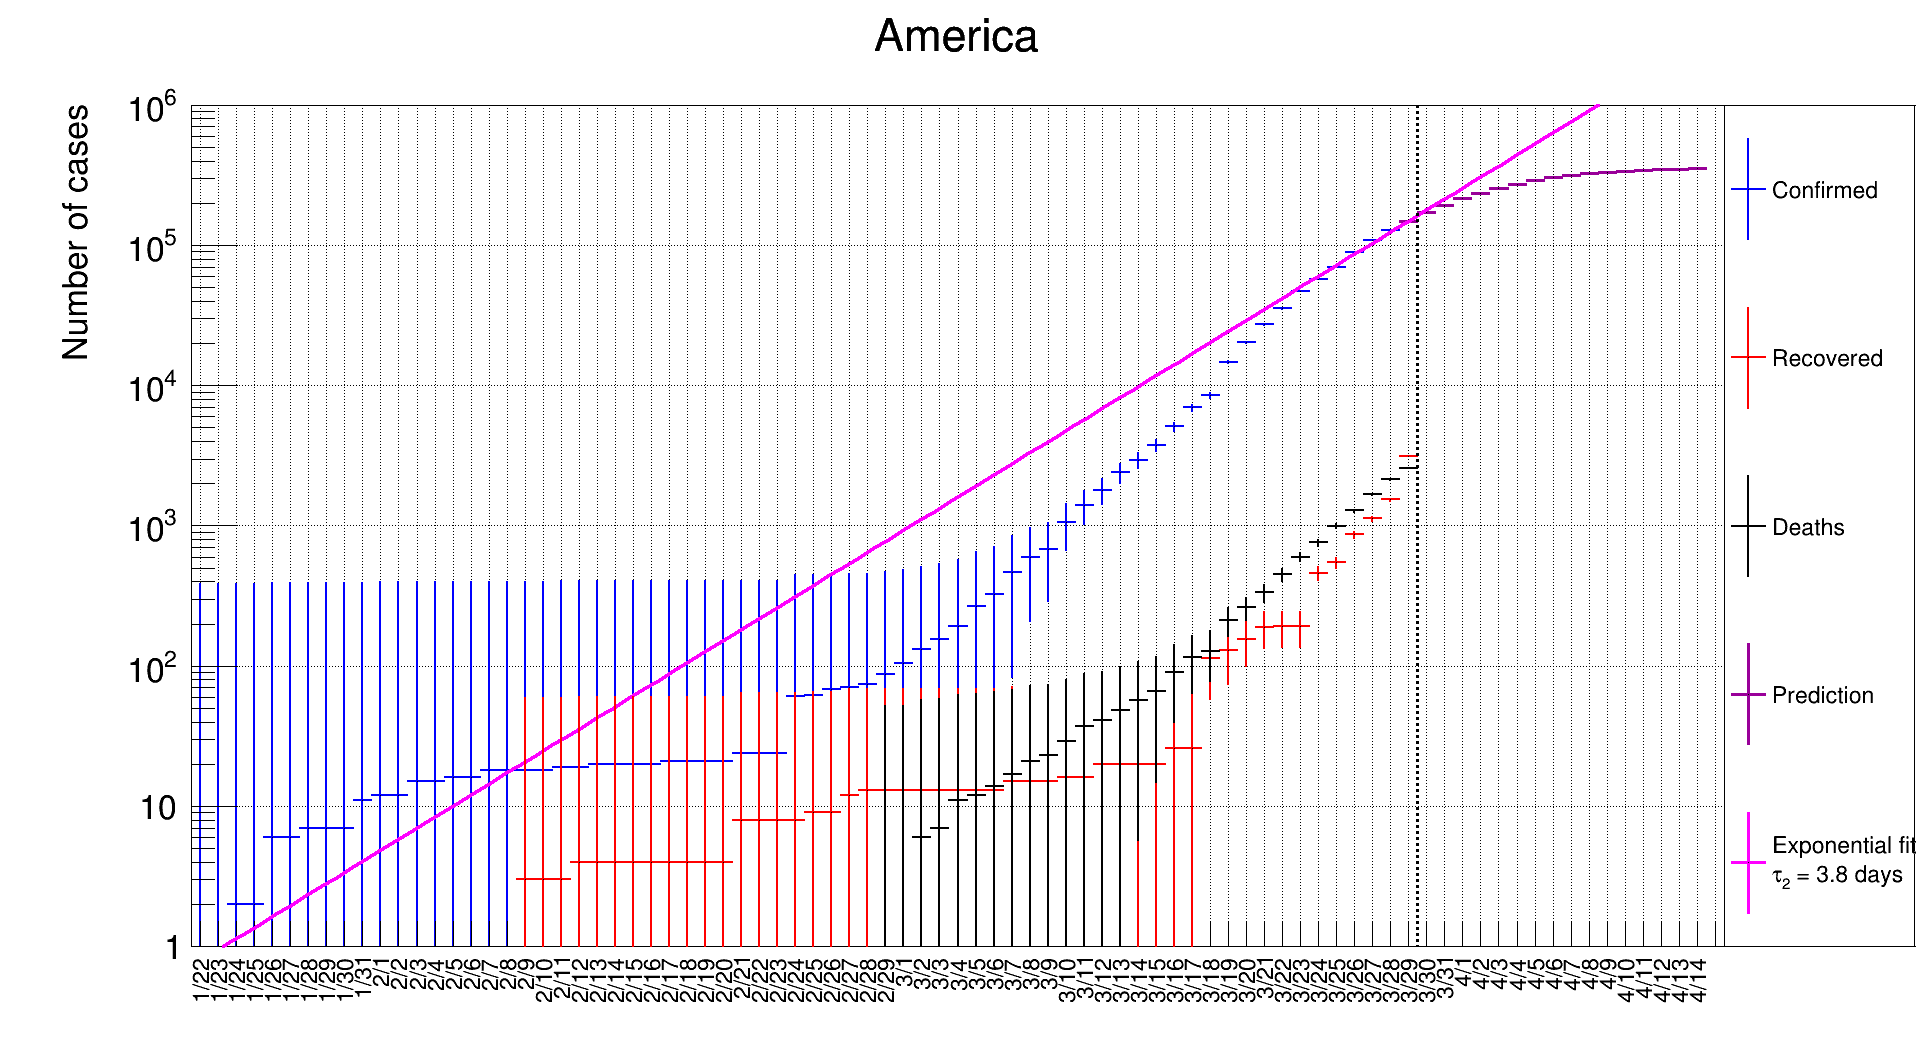 America
Number of cases
10^6
10^5
10^4
10^3
10^2
10
1
1/22 1/23 1/24 1/25 1/26 1/27 1/28 1/29 1/30 1/31 2/1 2/2 2/3 2/4 2/5 2/6 2/7 2/8 2/9 2/10 2/11 2/12 2/13 2/14 2/15 2/16 2/17 2/18 2/19 2/20 2/21 2/22 2/23 2/24 2/25 2/26 2/27 2/28 2/29 3/1 3/2 3/3 3/4 3/5 3/6 3/7 3/8 3/9 3/10 3/11 3/12 3/13 3/14 3/15 3/16 3/17 3/18 3/19 3/20 3/21 3/22 3/23 3/24 3/25 3/26 3/27 3/28 3/29 3/30 3/31 4/1 4/2 4/3 4/4 4/5 4/6 4/7 4/8 4/9 4/10 4/11 4/12 4/13 4/14
Confirmed
Recovered
Deaths
Prediction
Exponential fit
τ₂ = 3.8 days